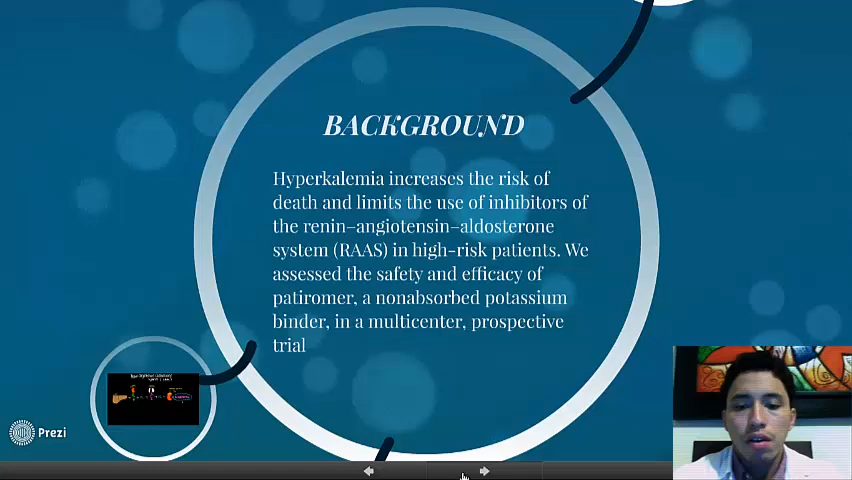 BACKGROUND
Hyperkalemia increases the risk of
death and limits the use of inhibitors of
the renin–angiotensin–aldosterone
system (RAAS) in high-risk patients. We
assessed the safety and efficacy of
patiromer, a nonabsorbed potassium
binder, in a multicenter, prospective
trial
Prezi